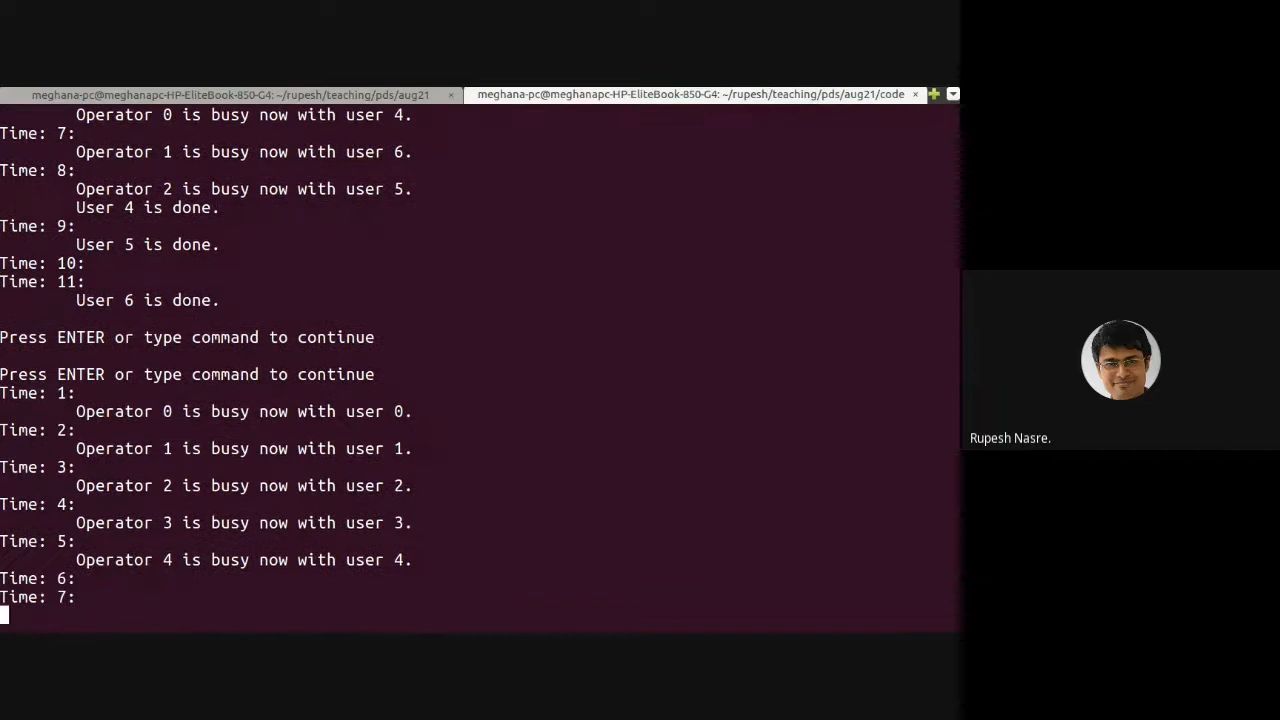 meghana-pc@meghanapc-HP-EliteBook-850-G4: ~/rupesh/teaching/pds/aug21 × meghana-pc@meghanapc-HP-EliteBook-850-G4: ~/rupesh/teaching/pds/aug21/code ×
Operator 0 is busy now with user 4.
Time: 7:
Operator 1 is busy now with user 6.
Time: 8:
Operator 2 is busy now with user 5.
User 4 is done.
Time: 9:
User 5 is done.
Time: 10:
Time: 11:
User 6 is done.
Press ENTER or type command to continue
Press ENTER or type command to continue
Time: 1:
Operator 0 is busy now with user 0.
Time: 2:
Operator 1 is busy now with user 1.
Time: 3:
Operator 2 is busy now with user 2.
Time: 4:
Operator 3 is busy now with user 3.
Time: 5:
Operator 4 is busy now with user 4.
Time: 6:
Time: 7:
Rupesh Nasre.